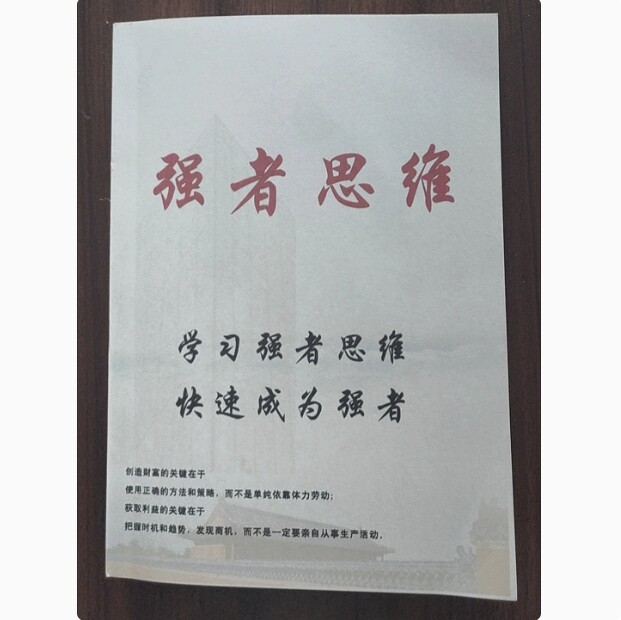 强者思维
学习强者思维
快速成为强者
创造财富的关键在于
使用正确的方法和策略，而不是单纯依靠体力劳动；
获取利益的关键在于
把握时机和趋势，发现商机，而不是一定要亲自从事生产活动．